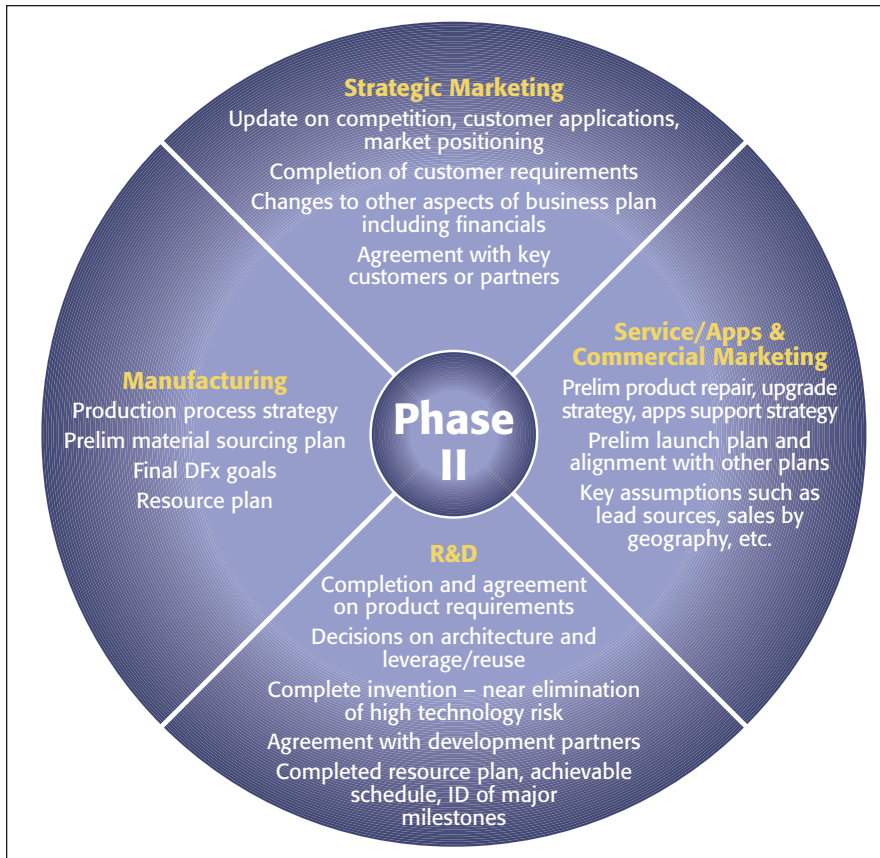 Strategic Marketing
Update on competition, customer applications,
market positioning
Completion of customer requirements
Changes to other aspects of business plan
including financials
Agreement with key
customers or partners
Manufacturing
Production process strategy
Prelim material sourcing plan
Final DFx goals
Resource plan
Phase
II
Service/Apps &
Commercial Marketing
Prelim product repair, upgrade
strategy, apps support strategy
Prelim launch plan and
alignment with other plans
Key assumptions such as
lead sources, sales by
geography, etc.
R&D
Completion and agreement
on product requirements
Decisions on architecture and
leverage/reuse
Complete invention – near elimination
of high technology risk
Agreement with development partners
Completed resource plan, achievable
schedule, ID of major
milestones